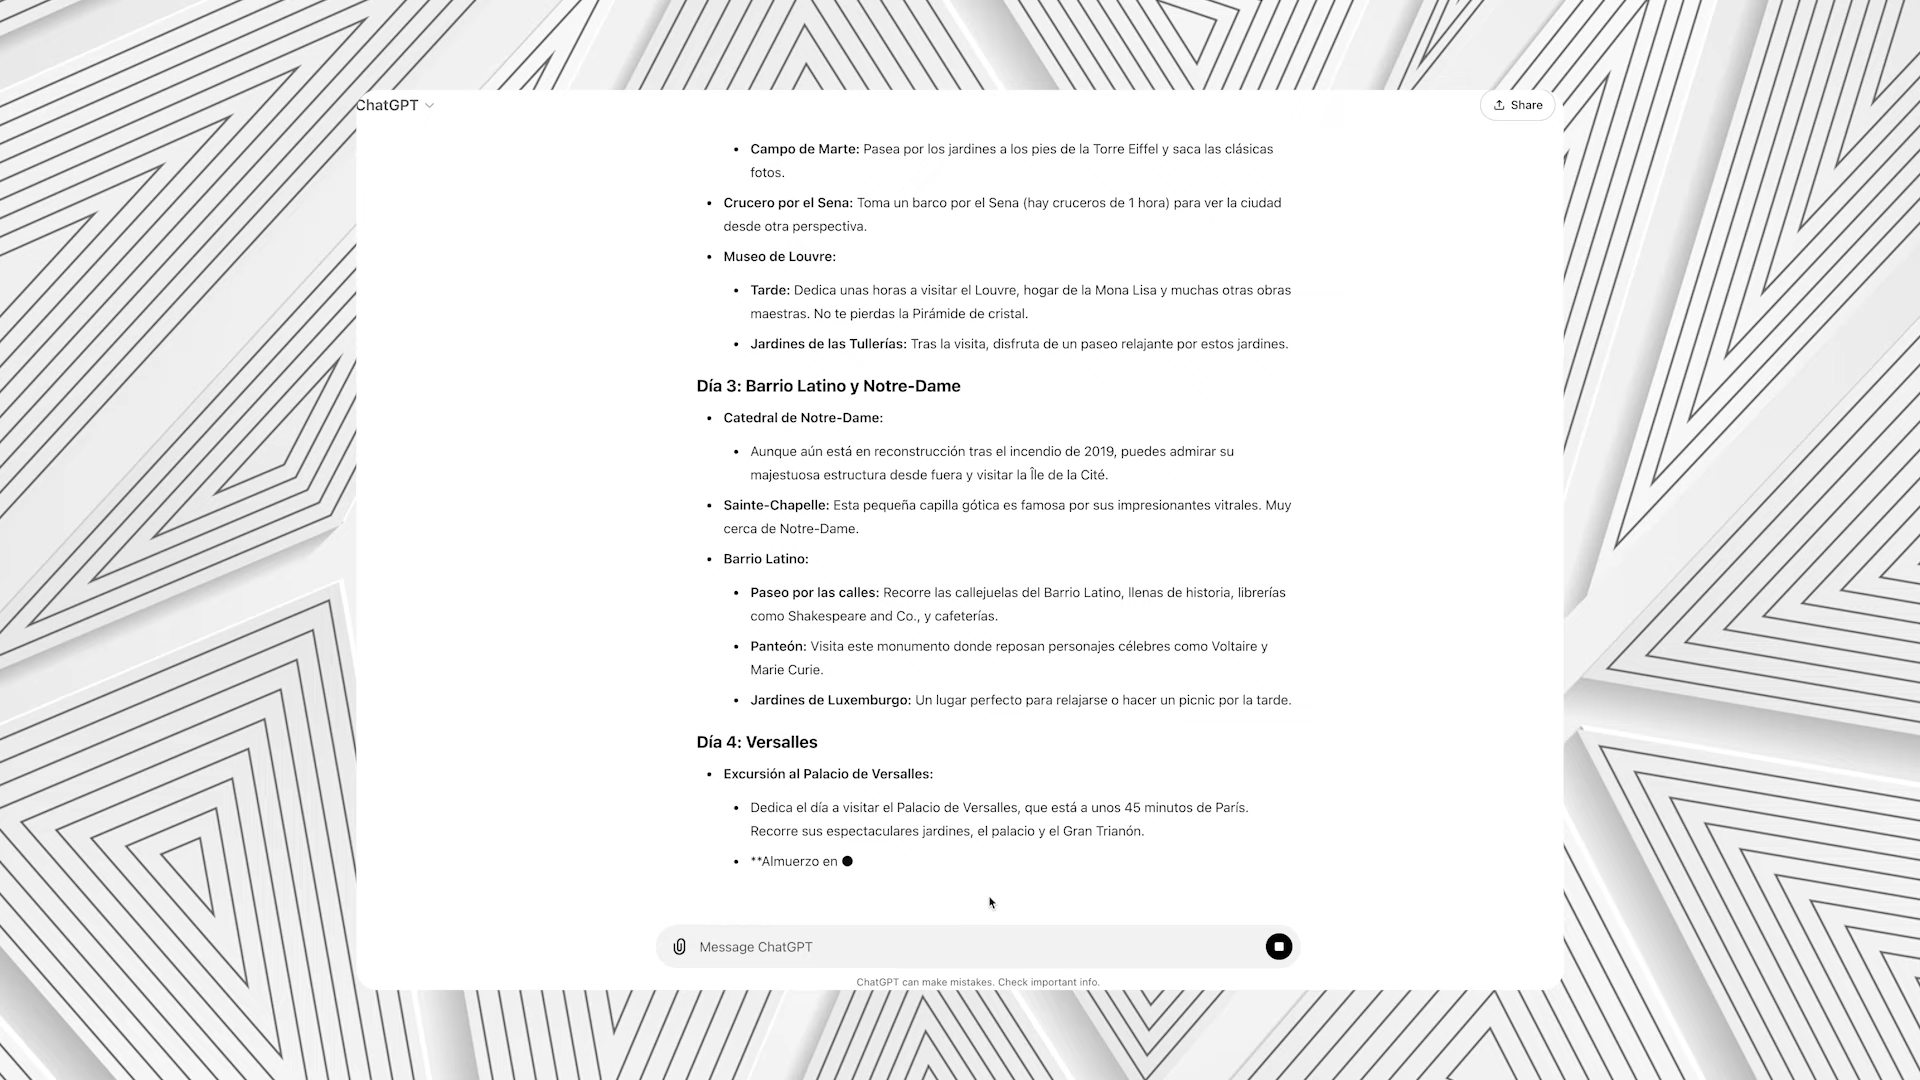 ChatGPT
Share
Campo de Marte: Pasea por los jardines a los pies de la Torre Eiffel y saca las clásicas
fotos.
Crucero por el Sena: Toma un barco por el Sena (hay cruceros de 1 hora) para ver la ciudad
desde otra perspectiva.
Museo de Louvre:
Tarde: Dedica unas horas a visitar el Louvre, hogar de la Mona Lisa y muchas otras obras
maestras. No te pierdas la Pirámide de cristal.
Jardines de las Tullerías: Tras la visita, disfruta de un paseo relajante por estos jardines.
Día 3: Barrio Latino y Notre-Dame
Catedral de Notre-Dame:
Aunque aún está en reconstrucción tras el incendio de 2019, puedes admirar su
majestuosa estructura desde fuera y visitar la Île de la Cité.
Sainte-Chapelle: Esta pequeña capilla gótica es famosa por sus impresionantes vitrales. Muy
cerca de Notre-Dame.
Barrio Latino:
Paseo por las calles: Recorre las callejuelas del Barrio Latino, llenas de historia, librerías
como Shakespeare and Co., y cafeterías.
Panteón: Visita este monumento donde reposan personajes célebres como Voltaire y
Marie Curie.
Jardines de Luxemburgo: Un lugar perfecto para relajarse o hacer un picnic por la tarde.
Día 4: Versalles
Excursión al Palacio de Versalles:
Dedica el día a visitar el Palacio de Versalles, que está a unos 45 minutos de París.
Recorre sus espectaculares jardines, el palacio y el Gran Trianón.
**Almuerzo en
Message ChatGPT
ChatGPT can make mistakes. Check important info.